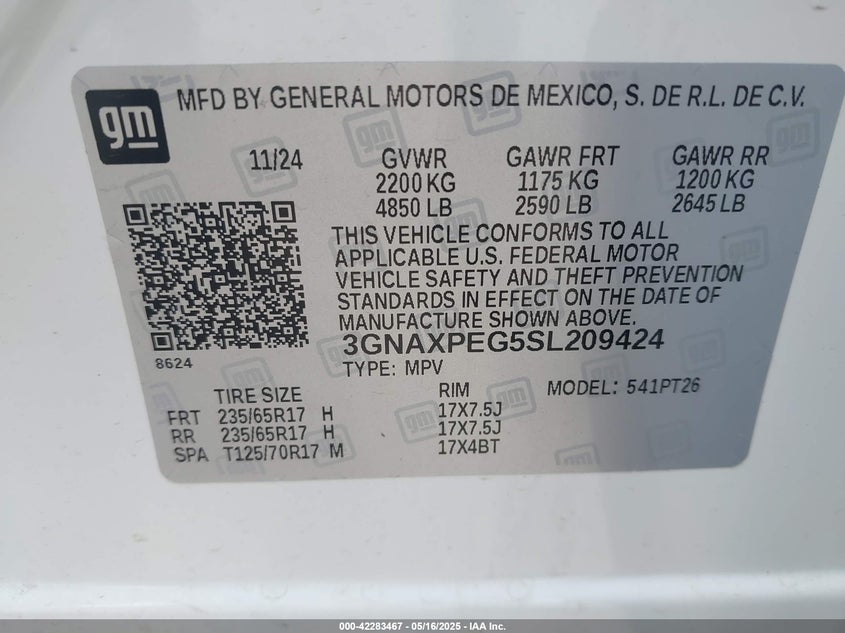 gm
MFD BY GENERAL MOTORS DE MEXICO, S. DE R.L. DE C.V.
11/24 GVWR GAWR FRT GAWR RR
2200 KG 1175 KG 1200 KG
4850 LB 2590 LB 2645 LB
THIS VEHICLE CONFORMS TO ALL
APPLICABLE U.S. FEDERAL MOTOR
VEHICLE SAFETY AND THEFT PREVENTION
STANDARDS IN EFFECT ON THE DATE OF
MANUFACTURE SHOWN ABOVE.
3GNAXPEG5SL209424
8624
TYPE: MPV
TIRE SIZE RIM MODEL: 541PT26
FRT 235/65R17 H 17X7.5J
RR 235/65R17 H 17X7.5J
SPA T125/70R17 M 17X4BT
000-42283467 - 05/16/2025 - IAA Inc.